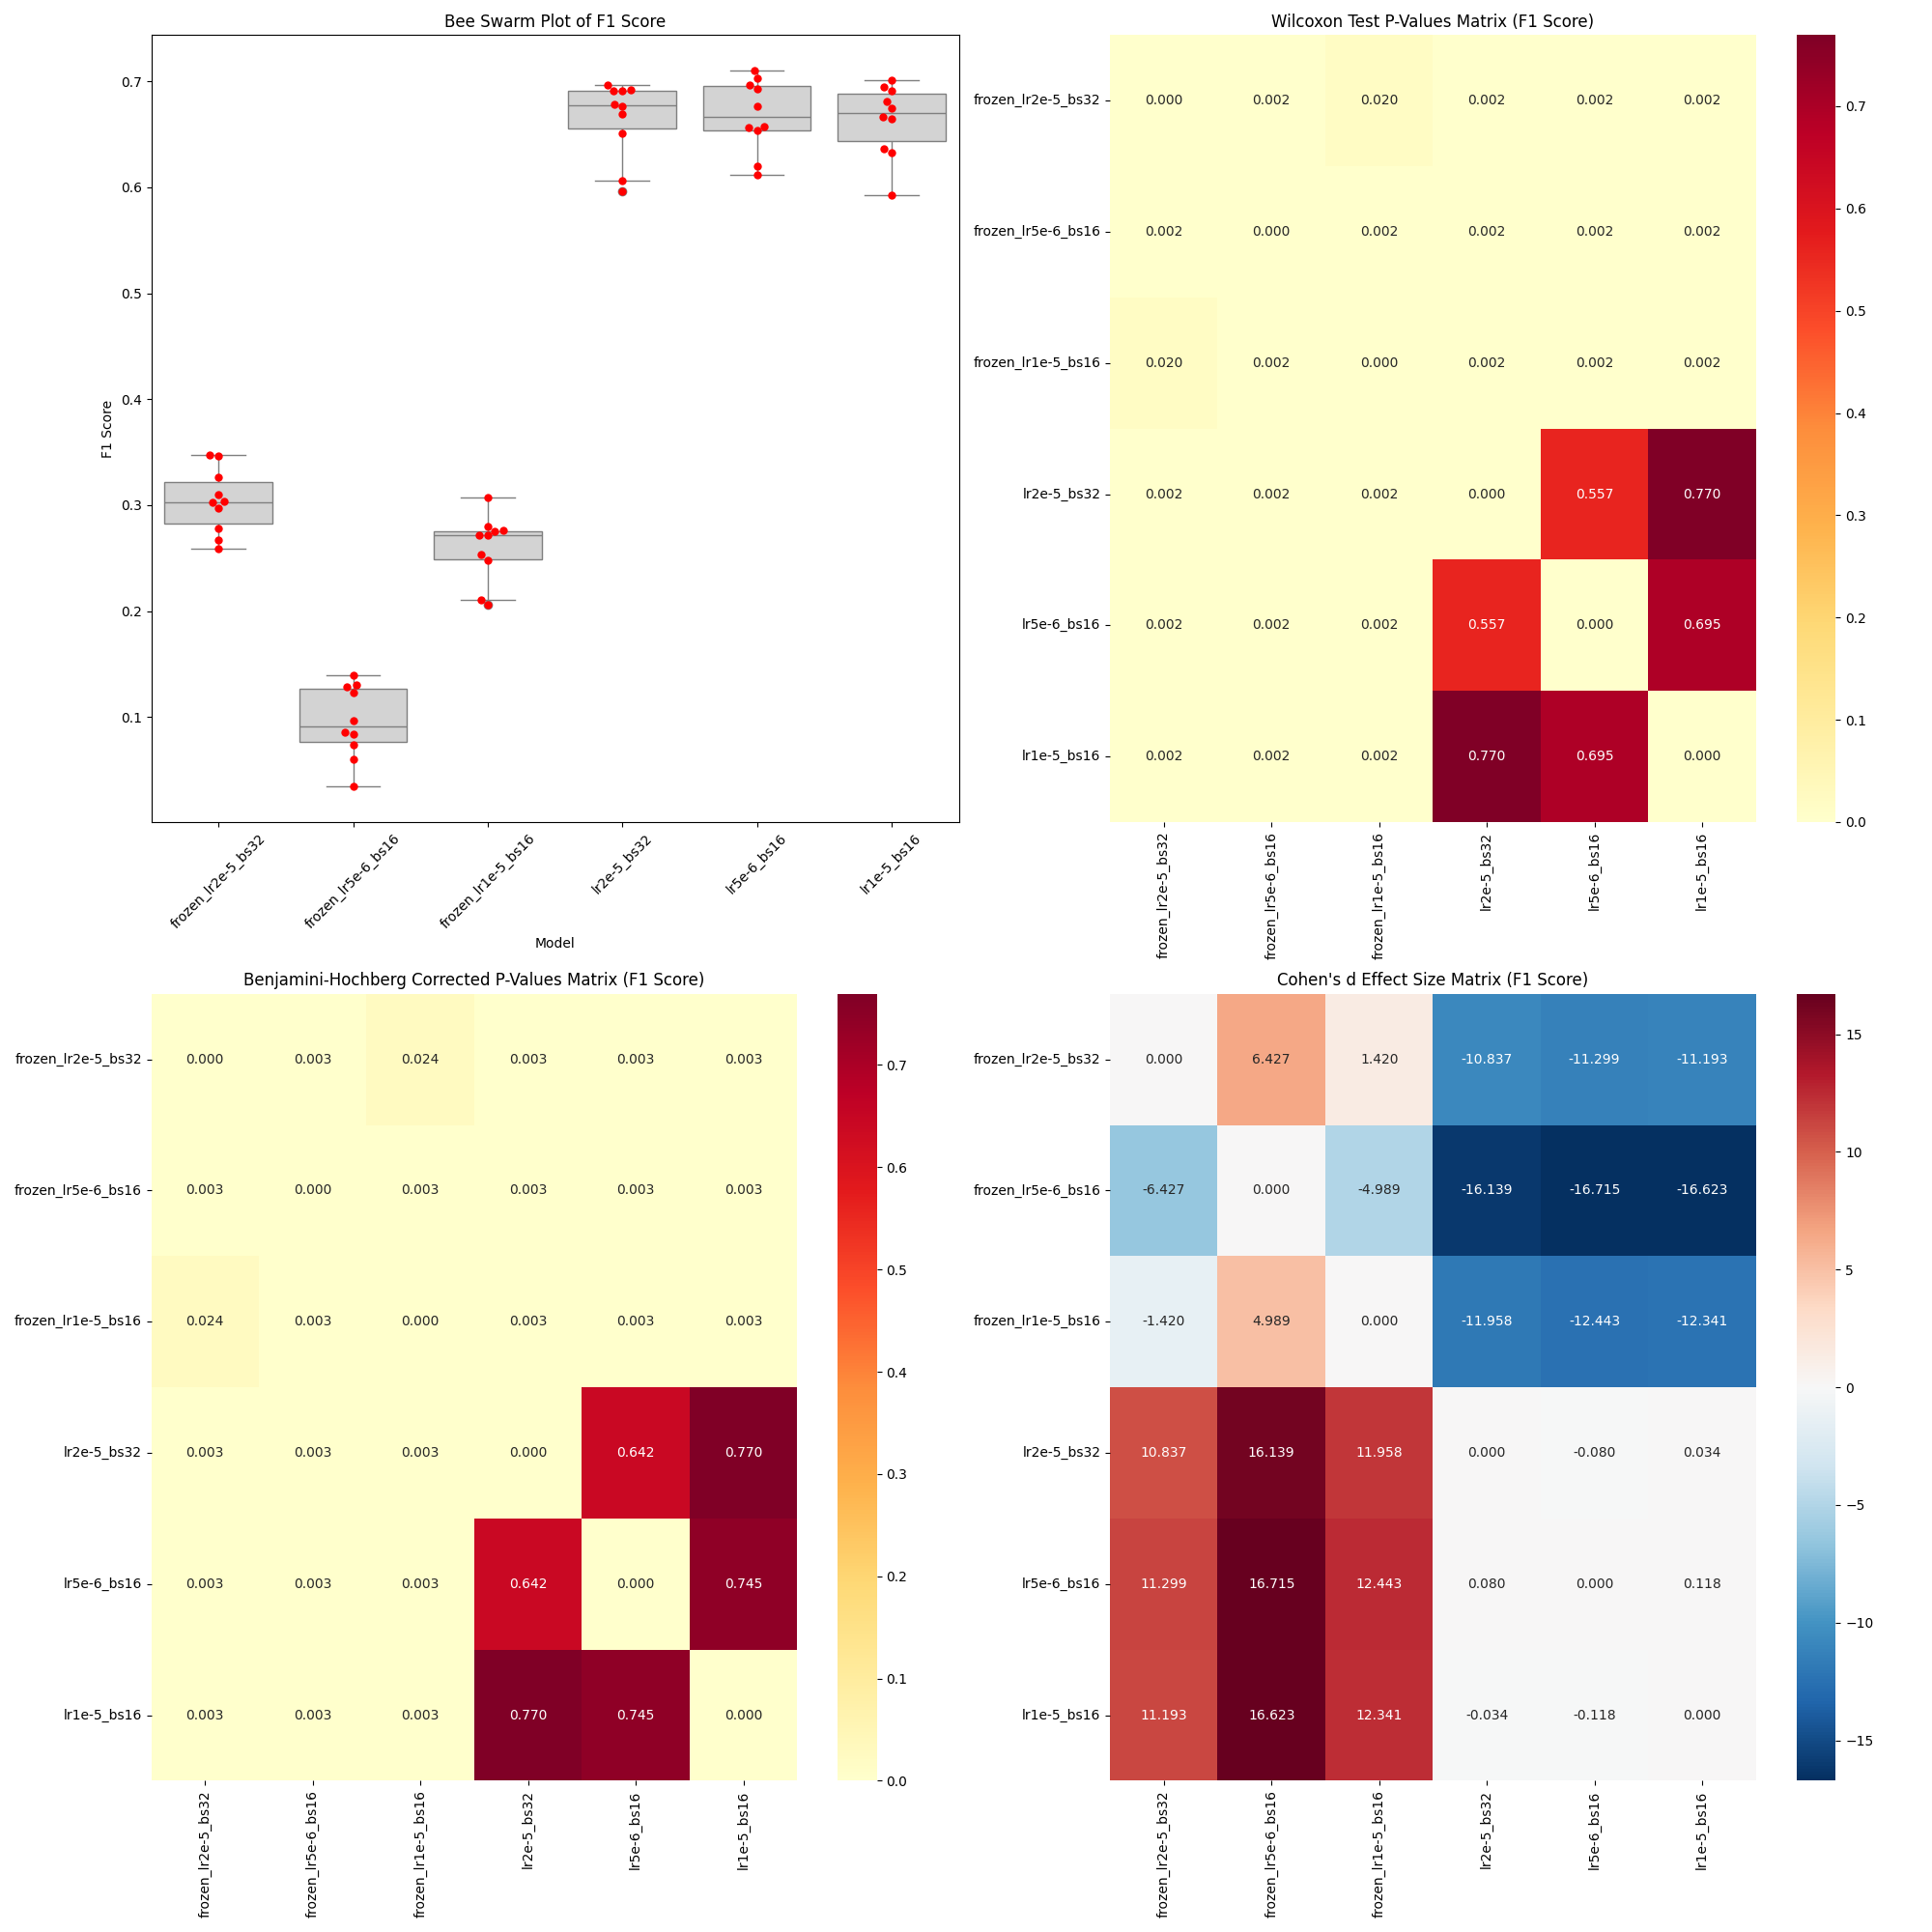 Bee Swarm Plot of F1 Score
F1 Score
0.7
0.6
0.5
0.4
0.3
0.2
0.1
frozen_lr2e-5_bs32
frozen_lr5e-6_bs16
frozen_lr1e-5_bs16
lr2e-5_bs32
lr5e-6_bs16
lr1e-5_bs16
Model
Wilcoxon Test P-Values Matrix (F1 Score)
frozen_lr2e-5_bs32 0.000 0.002 0.020 0.002 0.002 0.002
frozen_lr5e-6_bs16 0.002 0.000 0.002 0.002 0.002 0.002
frozen_lr1e-5_bs16 0.020 0.002 0.000 0.002 0.002 0.002
lr2e-5_bs32 0.002 0.002 0.002 0.000 0.557 0.770
lr5e-6_bs16 0.002 0.002 0.002 0.557 0.000 0.695
lr1e-5_bs16 0.002 0.002 0.002 0.770 0.695 0.000
frozen_lr2e-5_bs32
frozen_lr5e-6_bs16
frozen_lr1e-5_bs16
lr2e-5_bs32
lr5e-6_bs16
lr1e-5_bs16
0.7
0.6
0.5
0.4
0.3
0.2
0.1
0.0
Benjamini-Hochberg Corrected P-Values Matrix (F1 Score)
frozen_lr2e-5_bs32 0.000 0.003 0.024 0.003 0.003 0.003
frozen_lr5e-6_bs16 0.003 0.000 0.003 0.003 0.003 0.003
frozen_lr1e-5_bs16 0.024 0.003 0.000 0.003 0.003 0.003
lr2e-5_bs32 0.003 0.003 0.003 0.000 0.642 0.770
lr5e-6_bs16 0.003 0.003 0.003 0.642 0.000 0.745
lr1e-5_bs16 0.003 0.003 0.003 0.770 0.745 0.000
frozen_lr2e-5_bs32
frozen_lr5e-6_bs16
frozen_lr1e-5_bs16
lr2e-5_bs32
lr5e-6_bs16
lr1e-5_bs16
0.7
0.6
0.5
0.4
0.3
0.2
0.1
0.0
Cohen's d Effect Size Matrix (F1 Score)
frozen_lr2e-5_bs32 0.000 6.427 1.420 -10.837 -11.299 -11.193
frozen_lr5e-6_bs16 -6.427 0.000 -4.989 -16.139 -16.715 -16.623
frozen_lr1e-5_bs16 -1.420 4.989 0.000 -11.958 -12.443 -12.341
lr2e-5_bs32 10.837 16.139 11.958 0.000 -0.080 0.034
lr5e-6_bs16 11.299 16.715 12.443 0.080 0.000 0.118
lr1e-5_bs16 11.193 16.623 12.341 -0.034 -0.118 0.000
frozen_lr2e-5_bs32
frozen_lr5e-6_bs16
frozen_lr1e-5_bs16
lr2e-5_bs32
lr5e-6_bs16
lr1e-5_bs16
15
10
5
0
−5
−10
−15